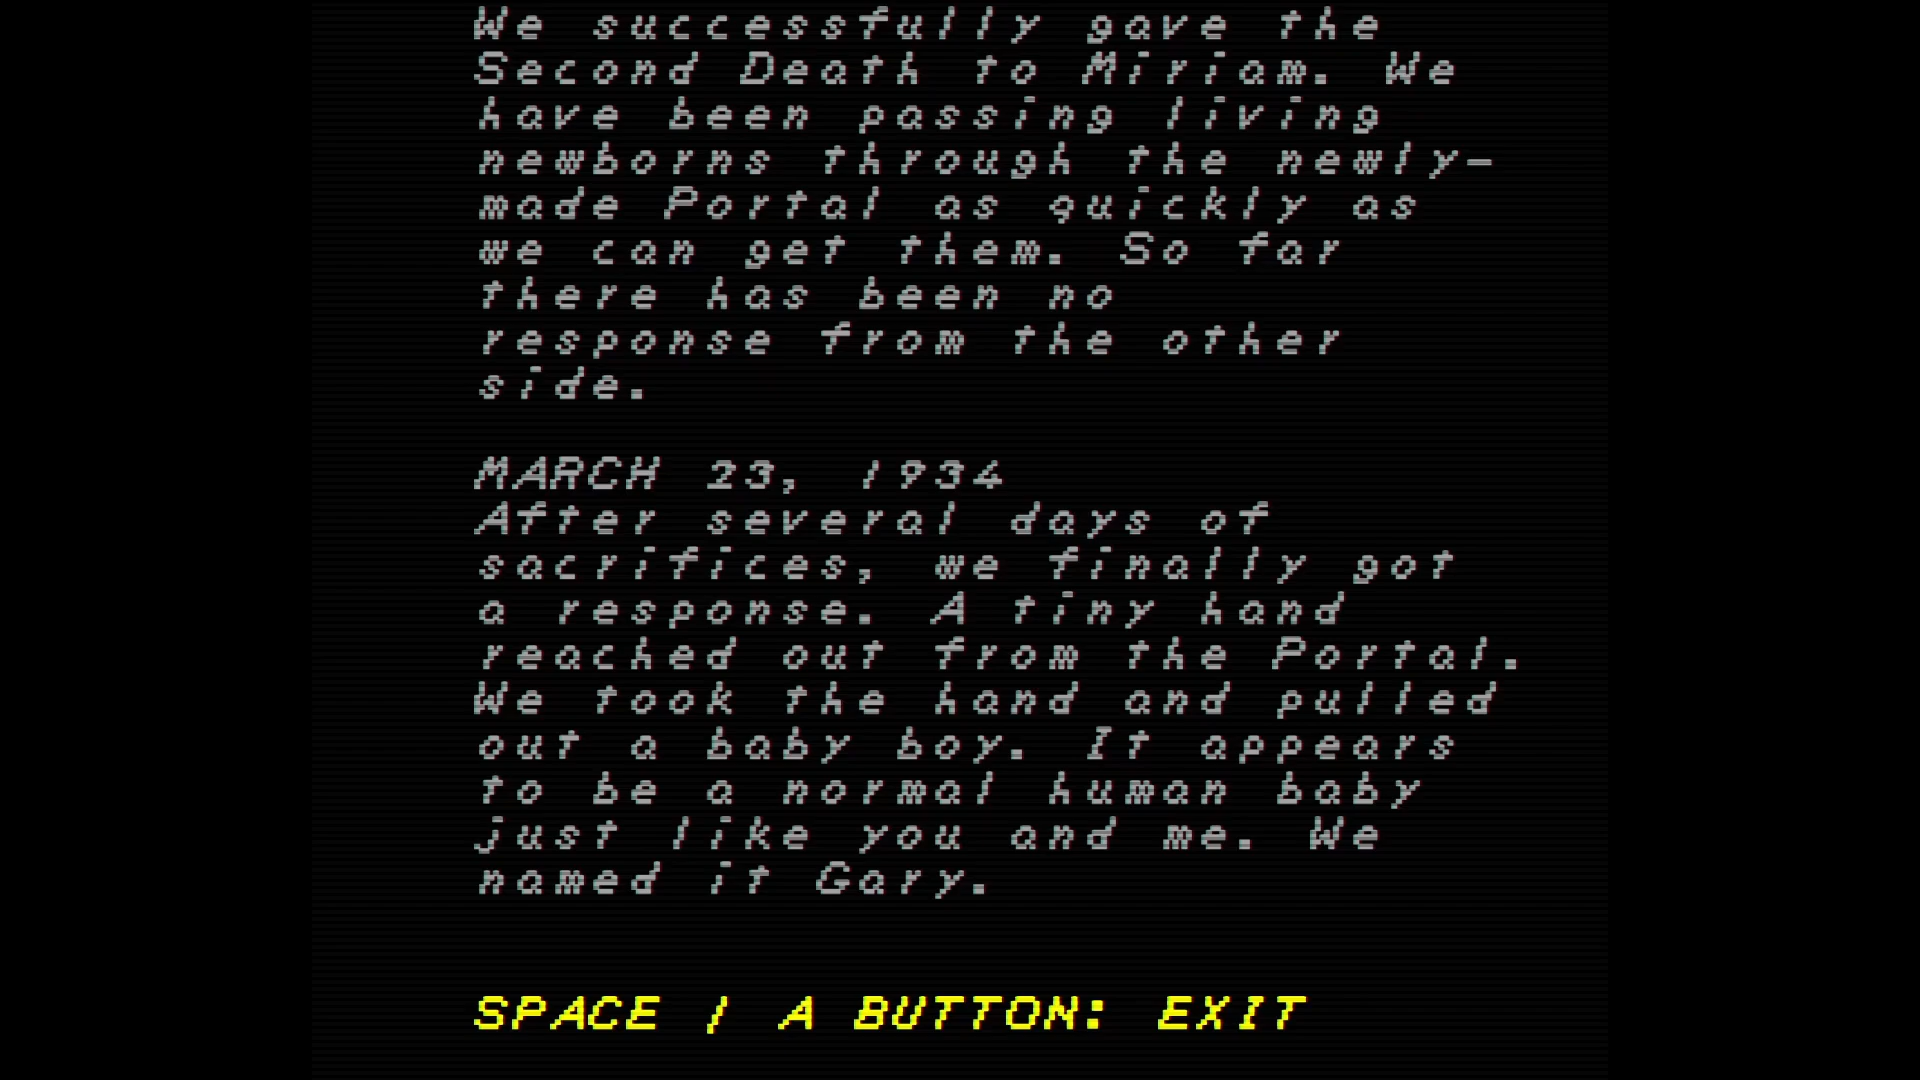 We successfully gave the
Second Death to Miriam. We
have been passing living
newborns through the newly-
made Portal as quickly as
we can get them. So far
there has been no
response from the other
side.
MARCH 23, 1934
After several days of
sacrifices, we finally got
a response. A tiny hand
reached out from the Portal.
We took the hand and pulled
out a baby boy. It appears
to be a normal human baby
just like you and me. We
named it Gary.
SPACE / A BUTTON: EXIT